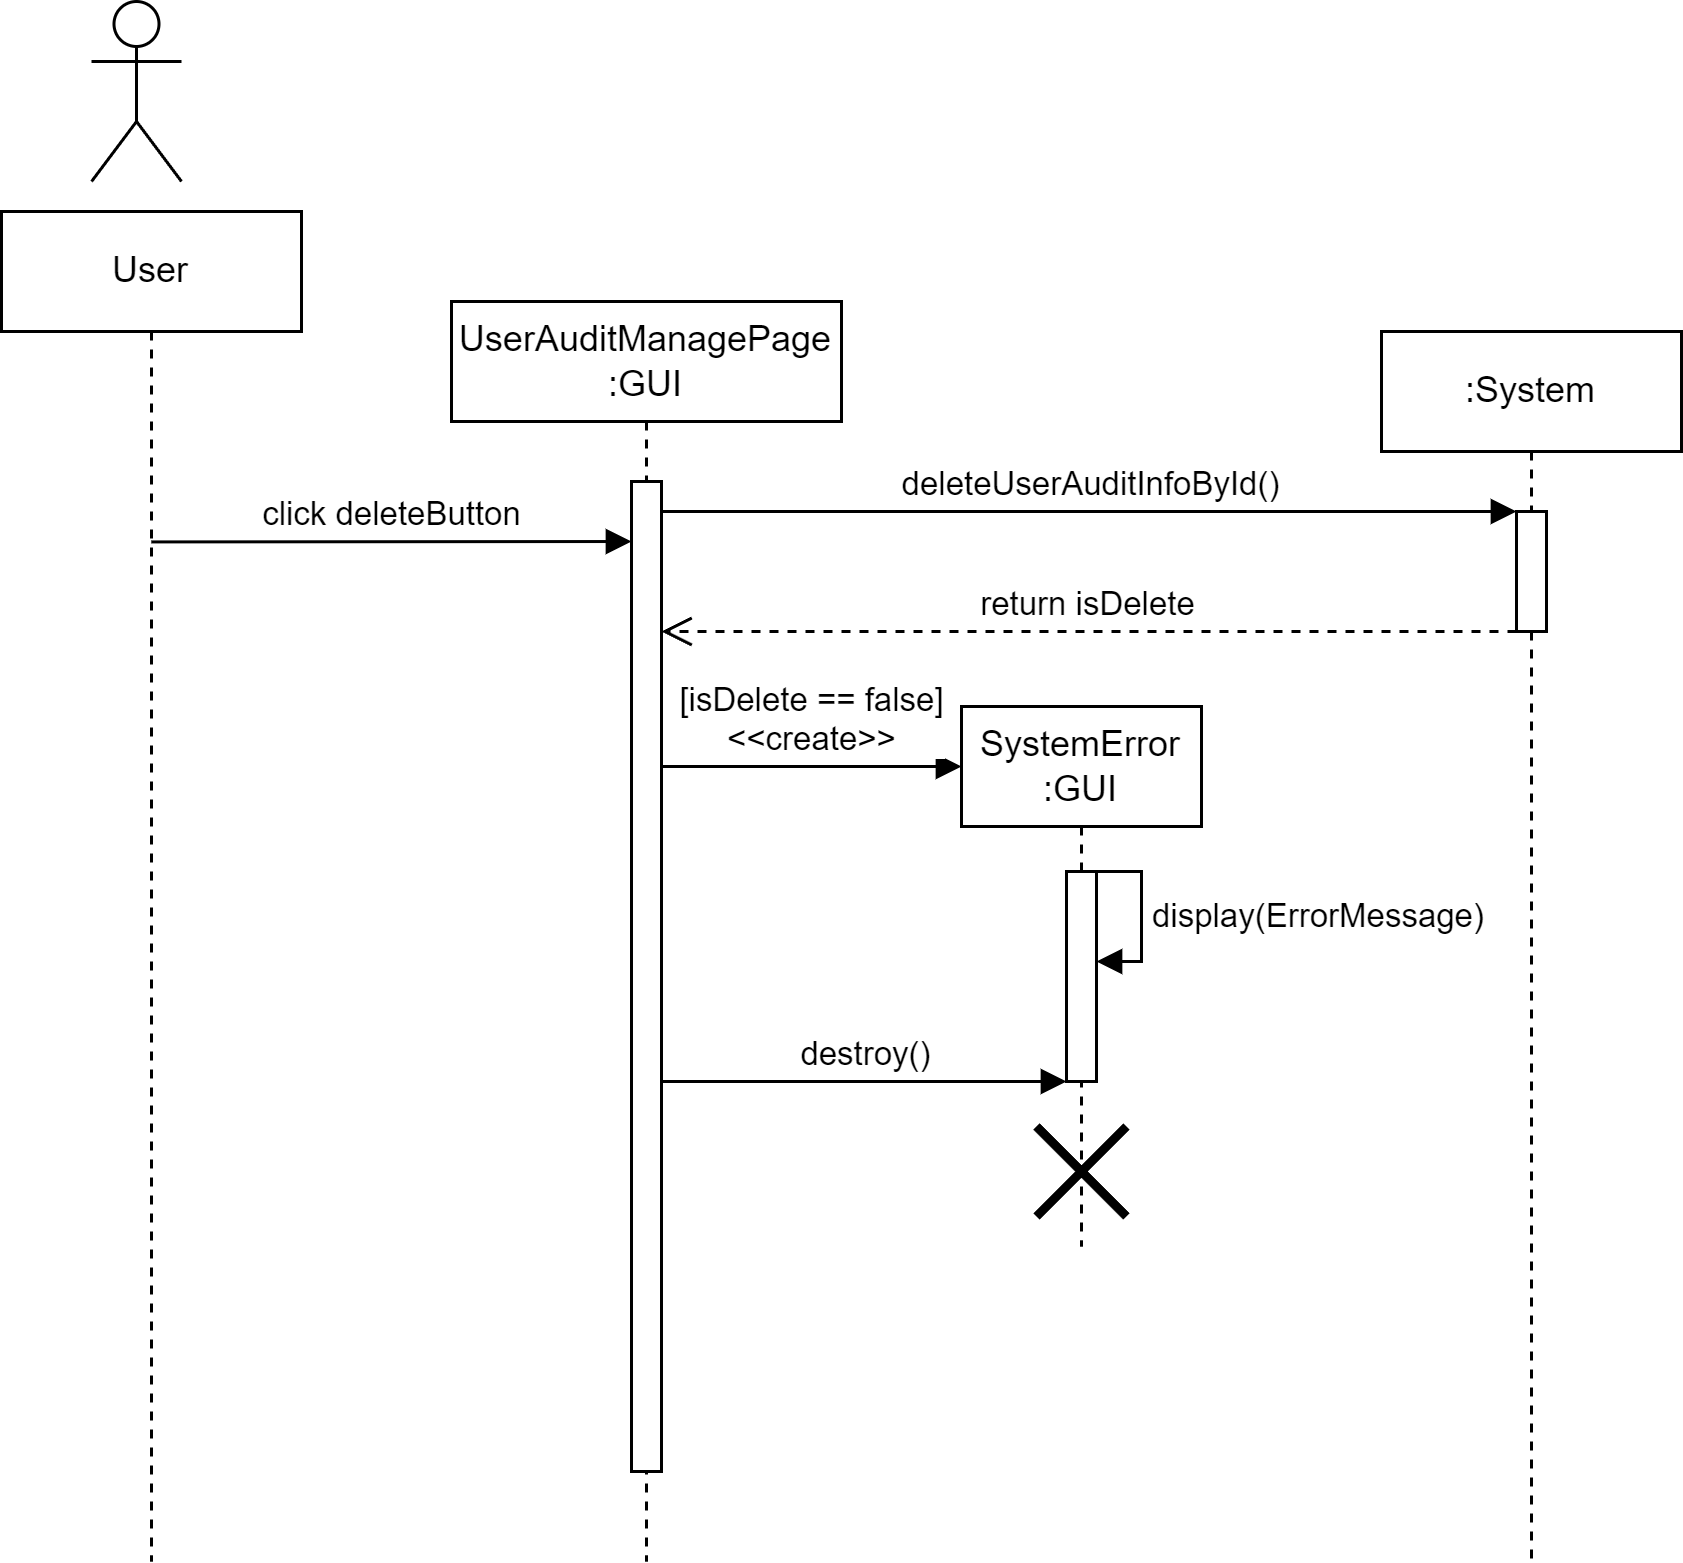 User
UserAuditManagePage
:GUI
:System
deleteUserAuditInfoById()
click deleteButton
return isDelete
[isDelete == false]
<<create>>
SystemError
:GUI
display(ErrorMessage)
destroy()